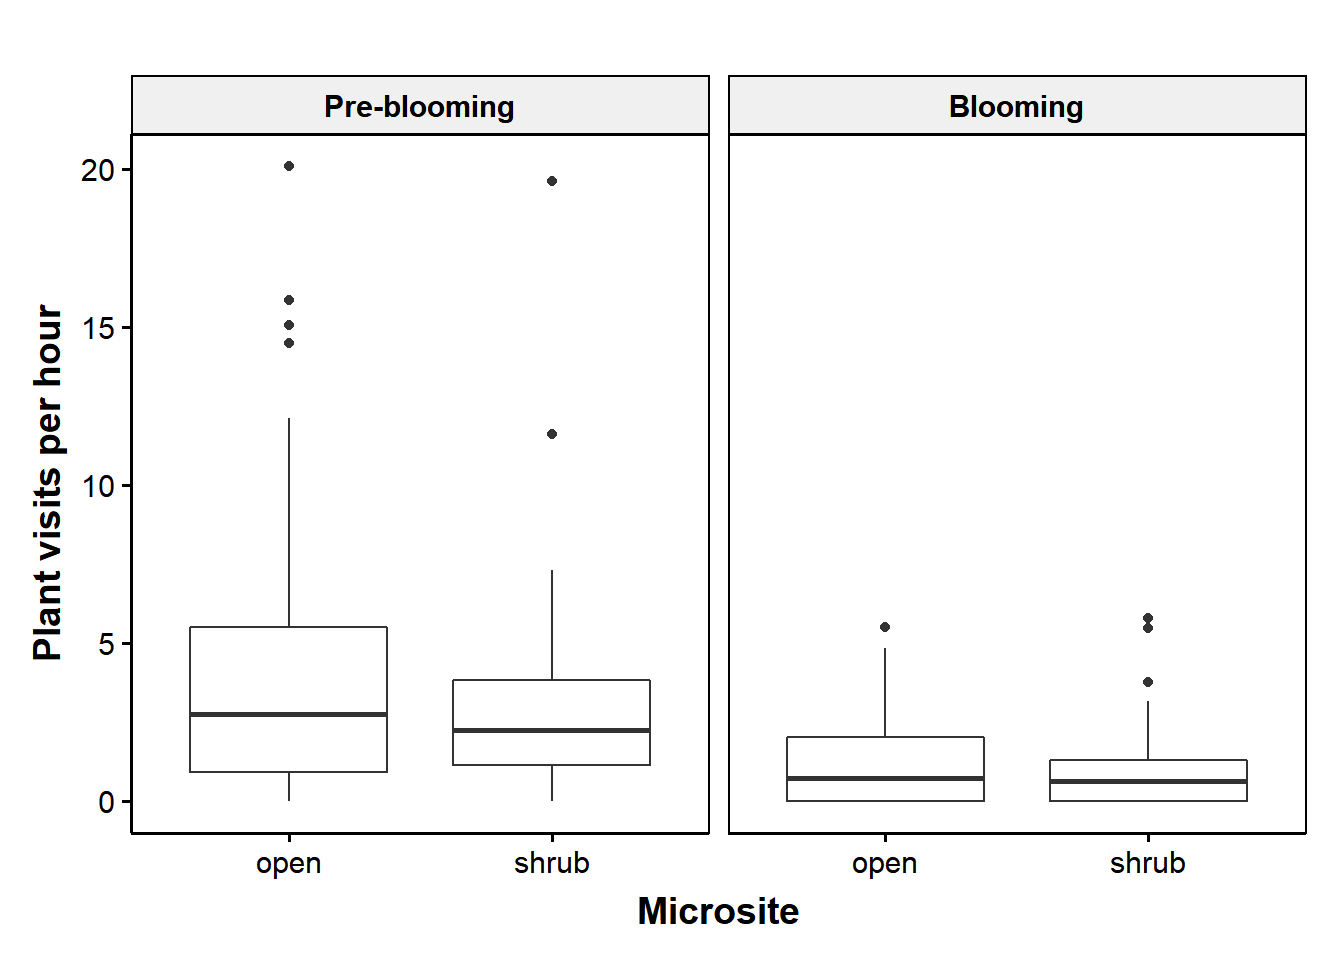 Pre-blooming
Blooming
Plant visits per hour
20
15
10
5
0
open
shrub
open
shrub
Microsite